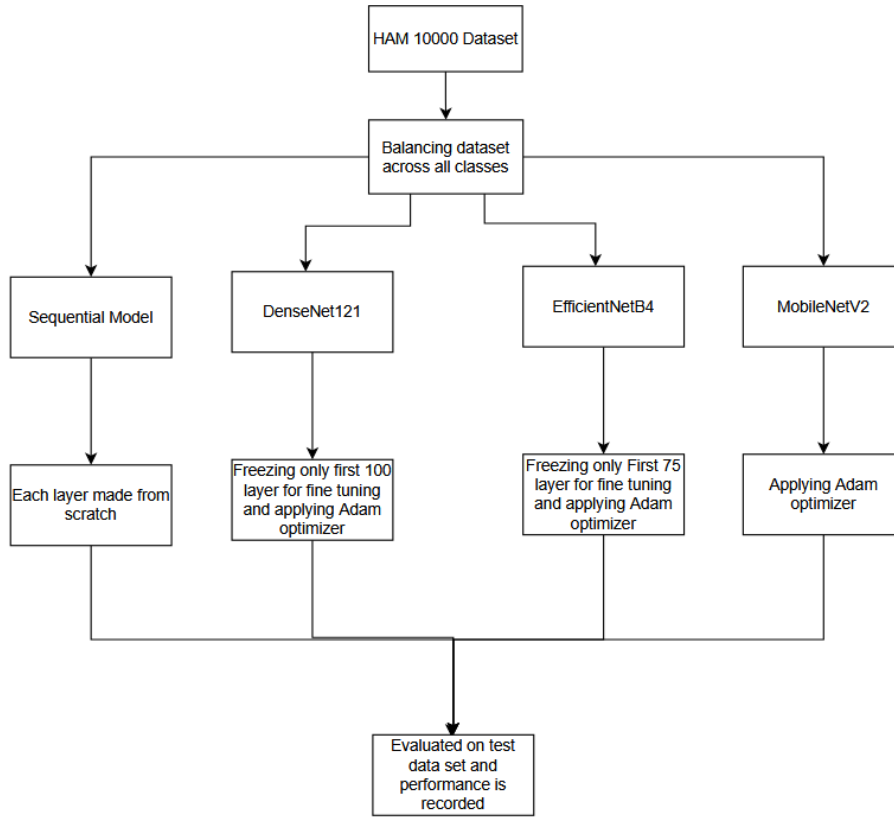 HAM 10000 Dataset
Balancing dataset
across all classes
Sequential Model
DenseNet121
EfficientNetB4
MobileNetV2
Each layer made from
scratch
Freezing only first 100
layer for fine tuning
and applying Adam
optimizer
Freezing only First 75
layer for fine tuning
and applying Adam
optimizer
Applying Adam
optimizer
Evaluated on test
data set and
performance is
recorded